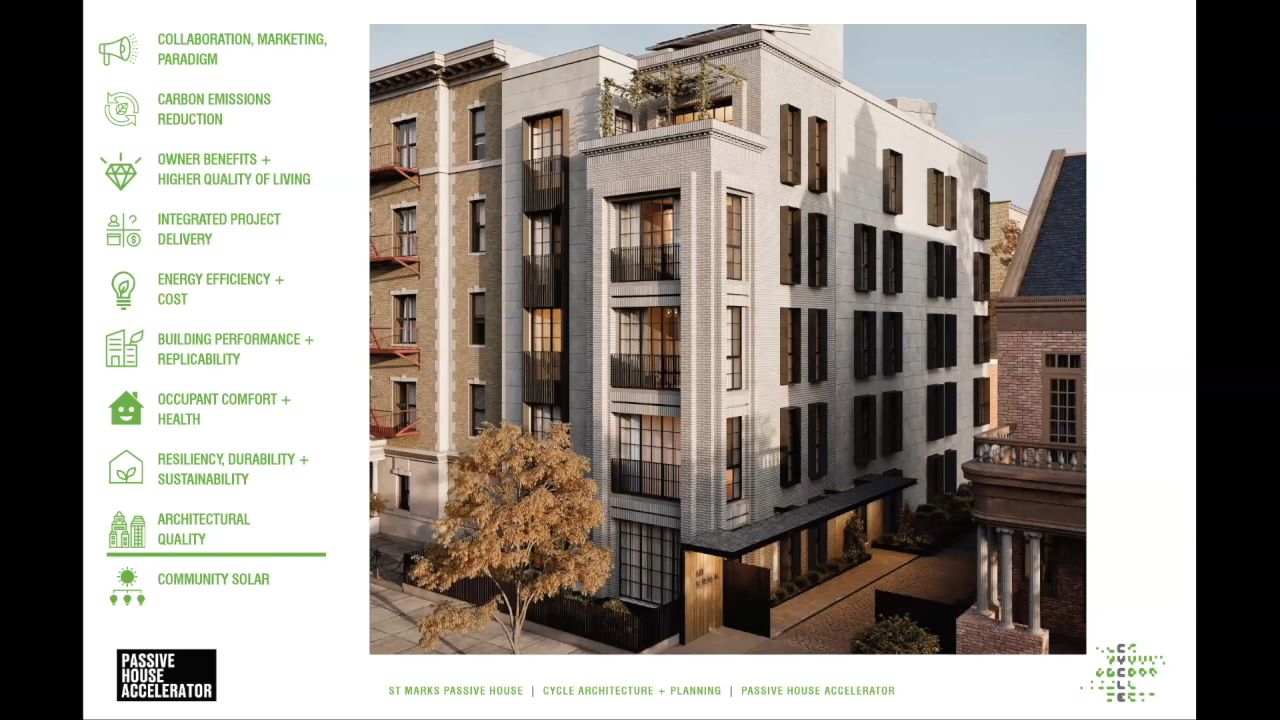 COLLABORATION, MARKETING,
PARADIGM
CARBON EMISSIONS
REDUCTION
OWNER BENEFITS +
HIGHER QUALITY OF LIVING
INTEGRATED PROJECT
DELIVERY
ENERGY EFFICIENCY +
COST
BUILDING PERFORMANCE +
REPLICABILITY
OCCUPANT COMFORT +
HEALTH
RESILIENCY, DURABILITY +
SUSTAINABILITY
ARCHITECTURAL
QUALITY
COMMUNITY SOLAR
PASSIVE
HOUSE
ACCELERATOR
ST MARKS PASSIVE HOUSE | CYCLE ARCHITECTURE + PLANNING | PASSIVE HOUSE ACCELERATOR
CYCLE